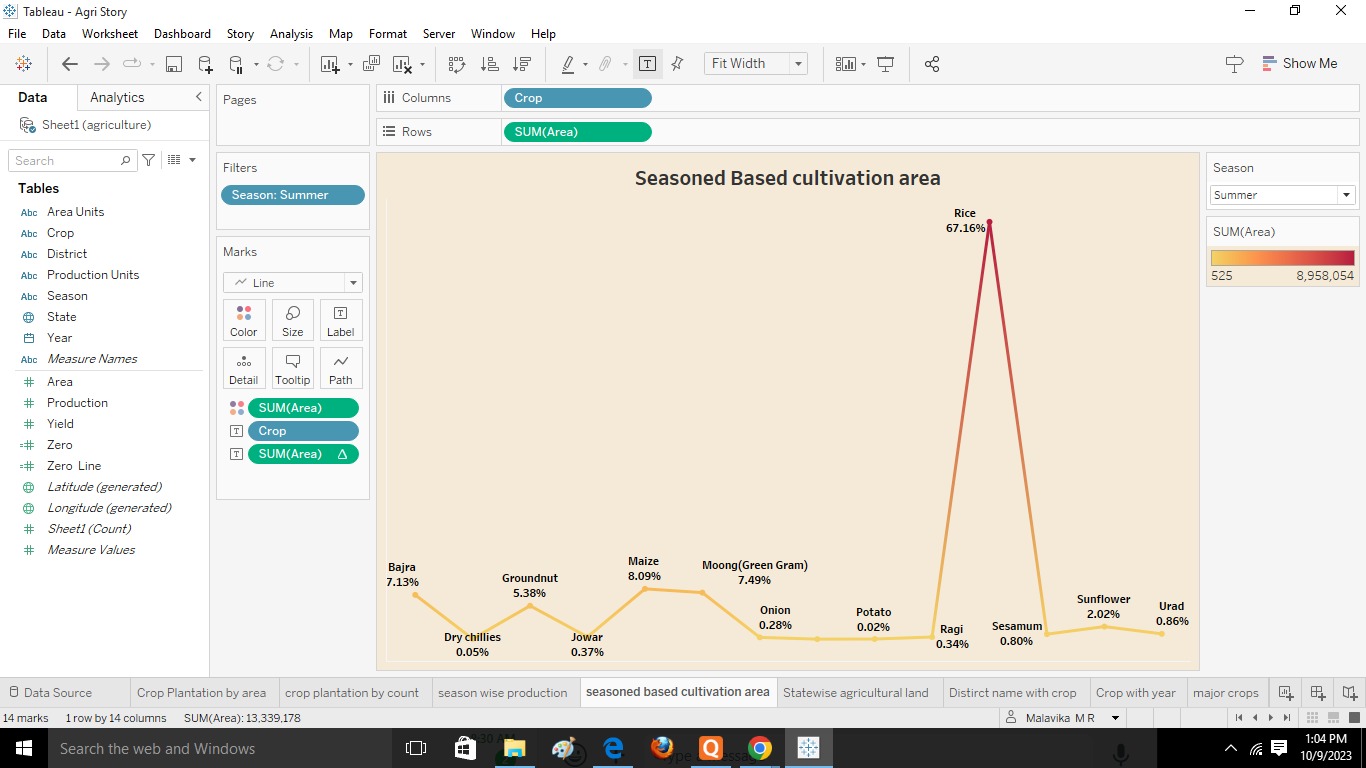 Tableau - Agri Story
File Data Worksheet Dashboard Story Analysis Map Format Server Window Help
Fit Width
Show Me
Data Analytics
Sheet1 (agriculture)
Search
Tables
Abc Area Units
Abc Crop
Abc District
Abc Production Units
Abc Season
State
Year
Abc Measure Names
# Area
# Production
# Yield
=# Zero
=# Zero Line
Latitude (generated)
Longitude (generated)
# Sheet1 (Count)
# Measure Values
Pages
Filters
Season: Summer
Marks
Line
Color Size Label
Detail Tooltip Path
SUM(Area)
Crop
SUM(Area) Δ
Columns Crop
Rows SUM(Area)
Seasoned Based cultivation area
Rice
67.16%
Bajra
7.13%
Dry chillies
0.05%
Groundnut
5.38%
Jowar
0.37%
Maize
8.09%
Moong(Green Gram)
7.49%
Onion
0.28%
Potato
0.02%
Ragi
0.34%
Sesamum
0.80%
Sunflower
2.02%
Urad
0.86%
Season
Summer
SUM(Area)
525 8,958,054
Data Source Crop Plantation by area crop plantation by count season wise production seasoned based cultivation area Statewise agricultural land Distirct name with crop Crop with year major crops
14 marks 1 row by 14 columns SUM(Area): 13,339,178
Malavika M R
Search the web and Windows
1:04 PM
10/9/2023